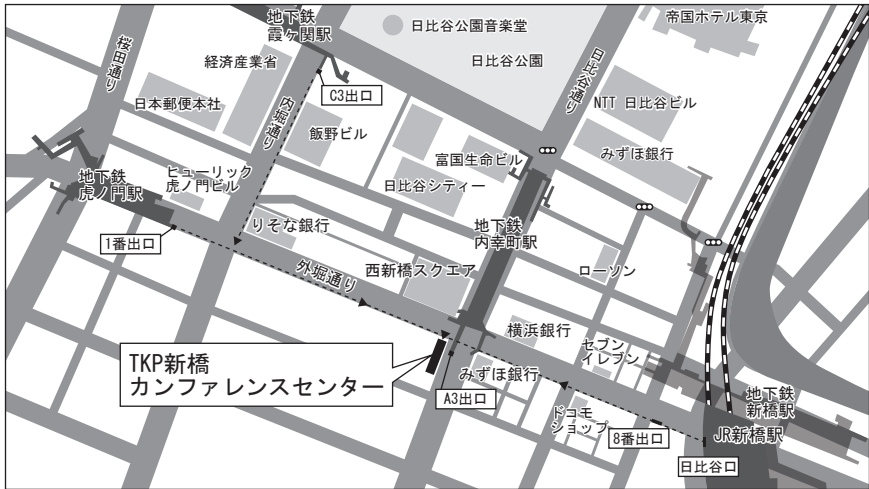 地下鉄
霞ヶ関駅
日比谷公園音楽堂
帝国ホテル東京
桜田通り
経済産業省
日比谷公園
日比谷通り
C3出口
NTT 日比谷ビル
日本郵便本社
内堀通り
飯野ビル
富国生命ビル
みずほ銀行
地下鉄
虎ノ門駅
ヒューリック
虎ノ門ビル
日比谷シティー
りそな銀行
地下鉄
内幸町駅
1番出口
外堀通り
西新橋スクエア
ローソン
横浜銀行
TKP新橋
カンファレンスセンター
セブン
イレブン
みずほ銀行
A3出口
地下鉄
新橋駅
ドコモ
ショップ
8番出口
JR新橋駅
日比谷口